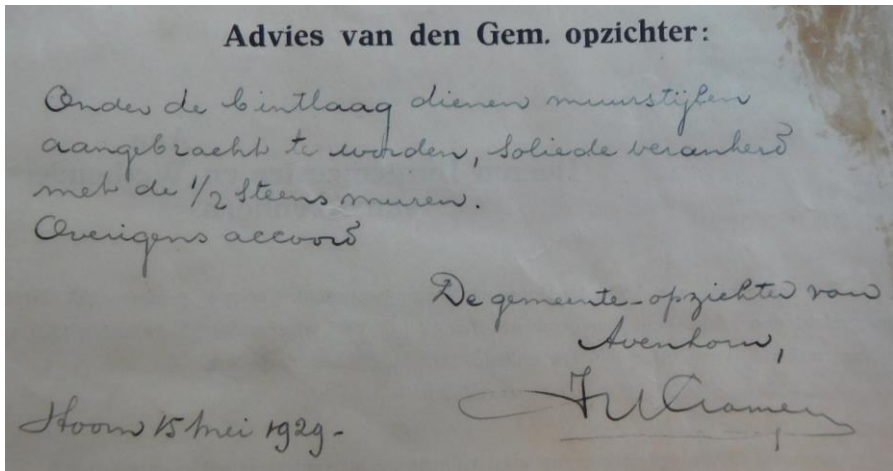 Advies van den Gem. opzichter:
Onder de bintlaag dienen muurstijlen
aangebracht te worden, soliede verankerd
met de 1/2 steens muren.
Overigens accoord
De gemeente-opzichter van
Avenhorn,
Cramer
Hoorn 15 Mei 1929-